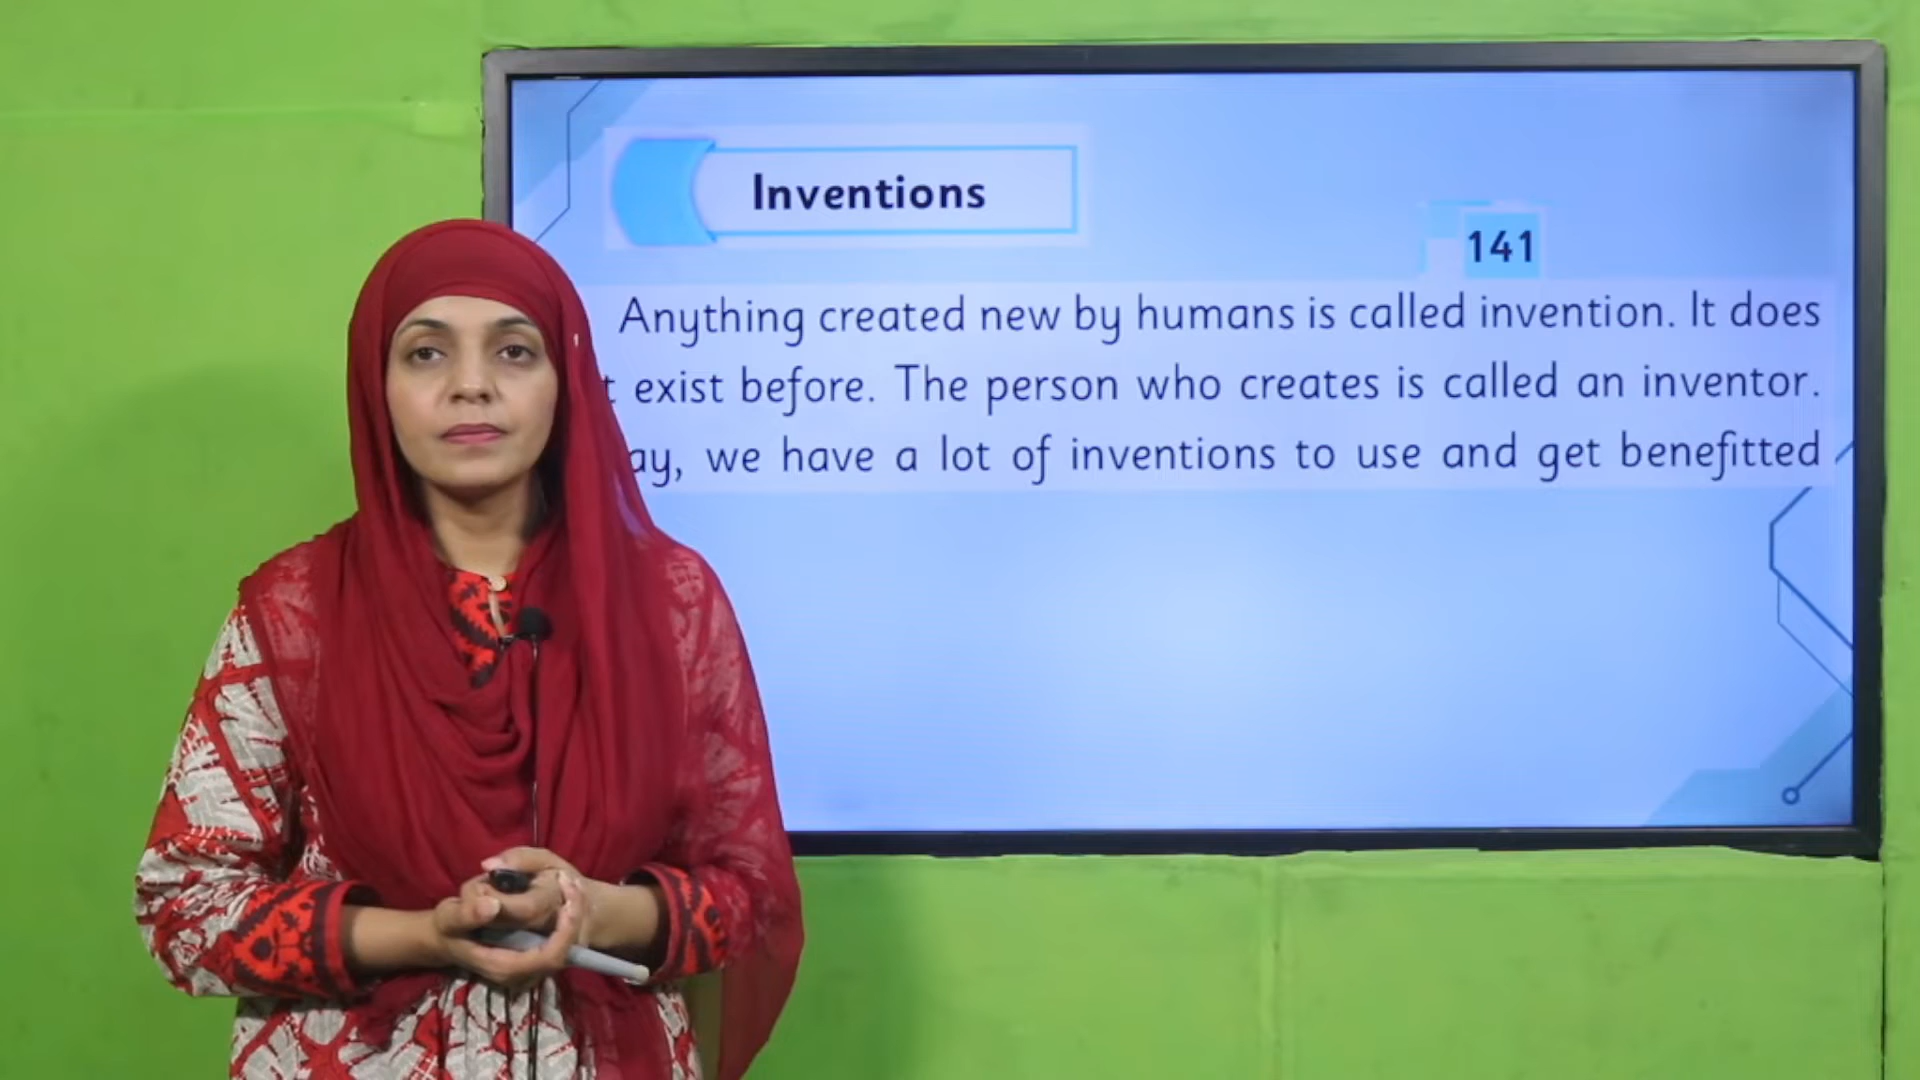 Inventions
141
Anything created new by humans is called invention. It does
exist before. The person who creates is called an inventor.
we have a lot of inventions to use and get benefitted